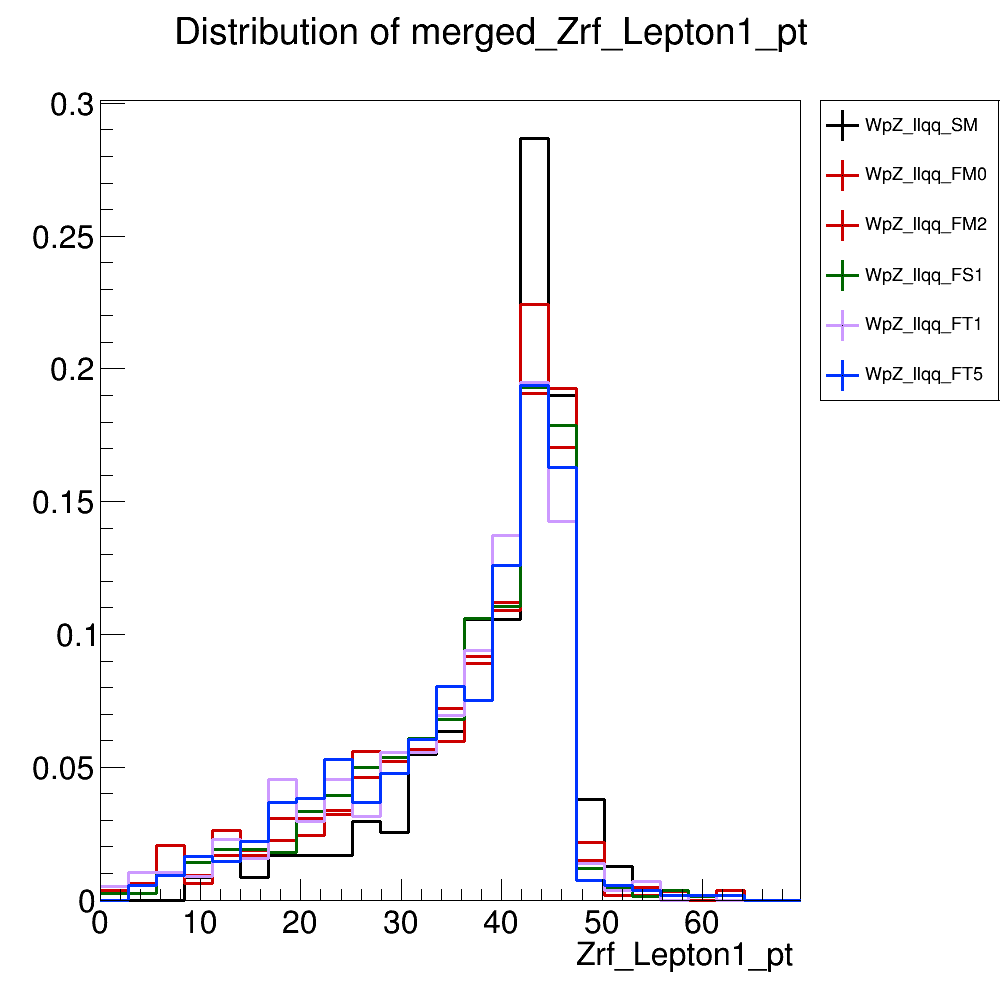 Distribution of merged_Zrf_Lepton1_pt
0.3
0.25
0.2
0.15
0.1
0.05
0
0 10 20 30 40 50 60
Zrf_Lepton1_pt
WpZ_llqq_SM
WpZ_llqq_FM0
WpZ_llqq_FM2
WpZ_llqq_FS1
WpZ_llqq_FT1
WpZ_llqq_FT5